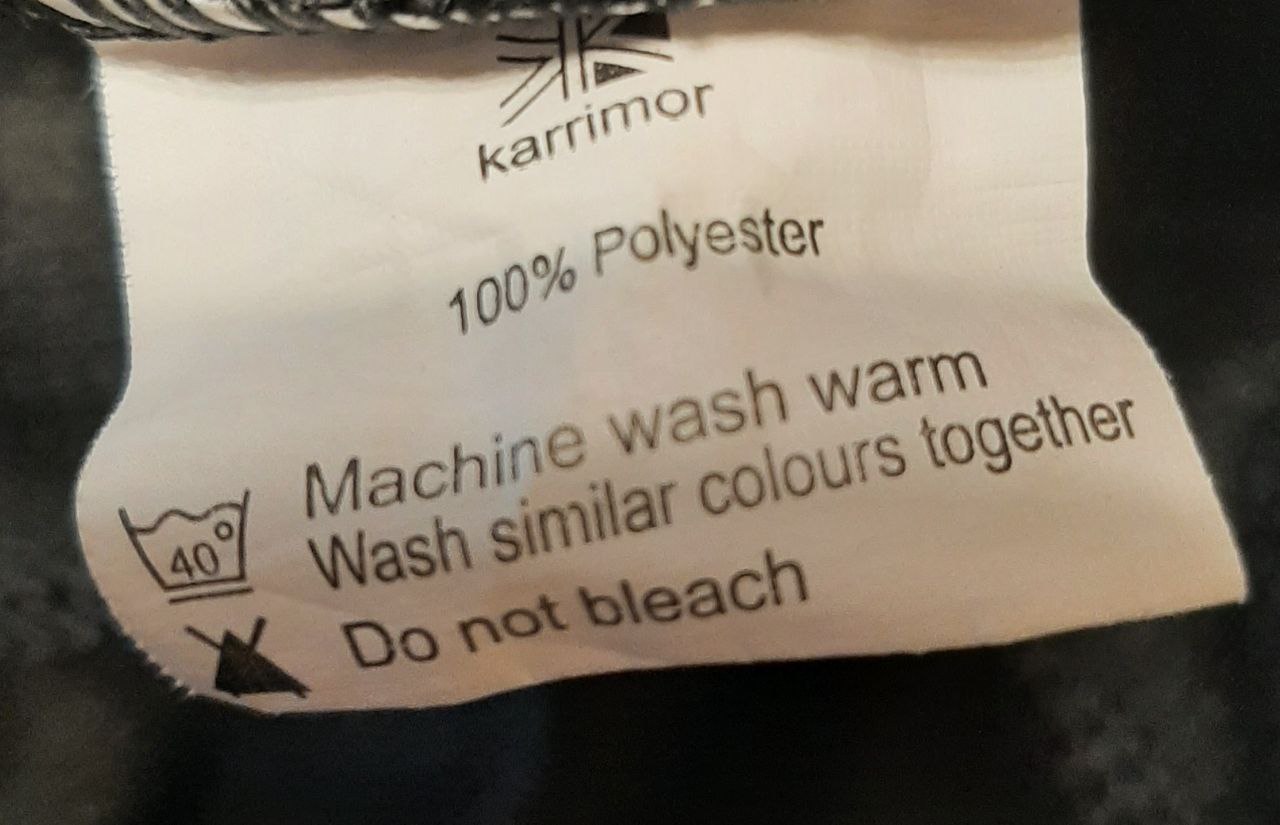 karrimor
100% Polyester
Machine wash warm
40° Wash similar colours together
Do not bleach